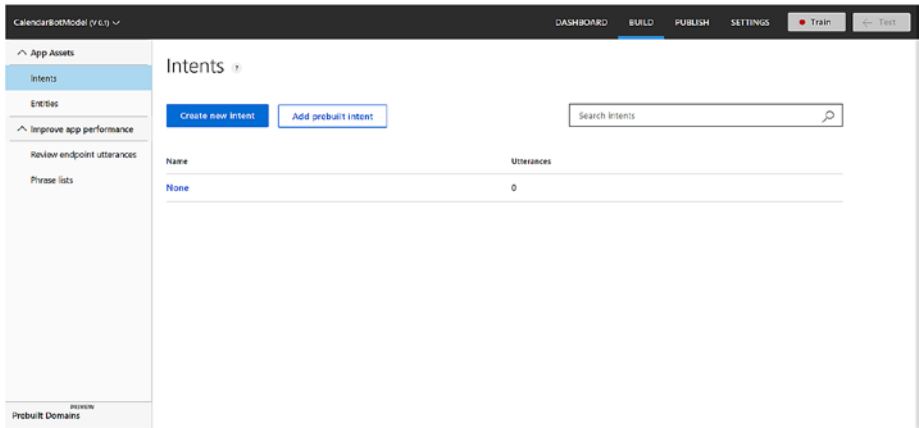 CalendarBotModel (V 0.1)
DASHBOARD BUILD PUBLISH SETTINGS Train ← Test
App Assets
Intents
Entities
Improve app performance
Review endpoint utterances
Phrase lists
PREVIEW
Prebuilt Domains
Intents ?
Create new intent Add prebuilt intent Search intents
Name Utterances
None 0